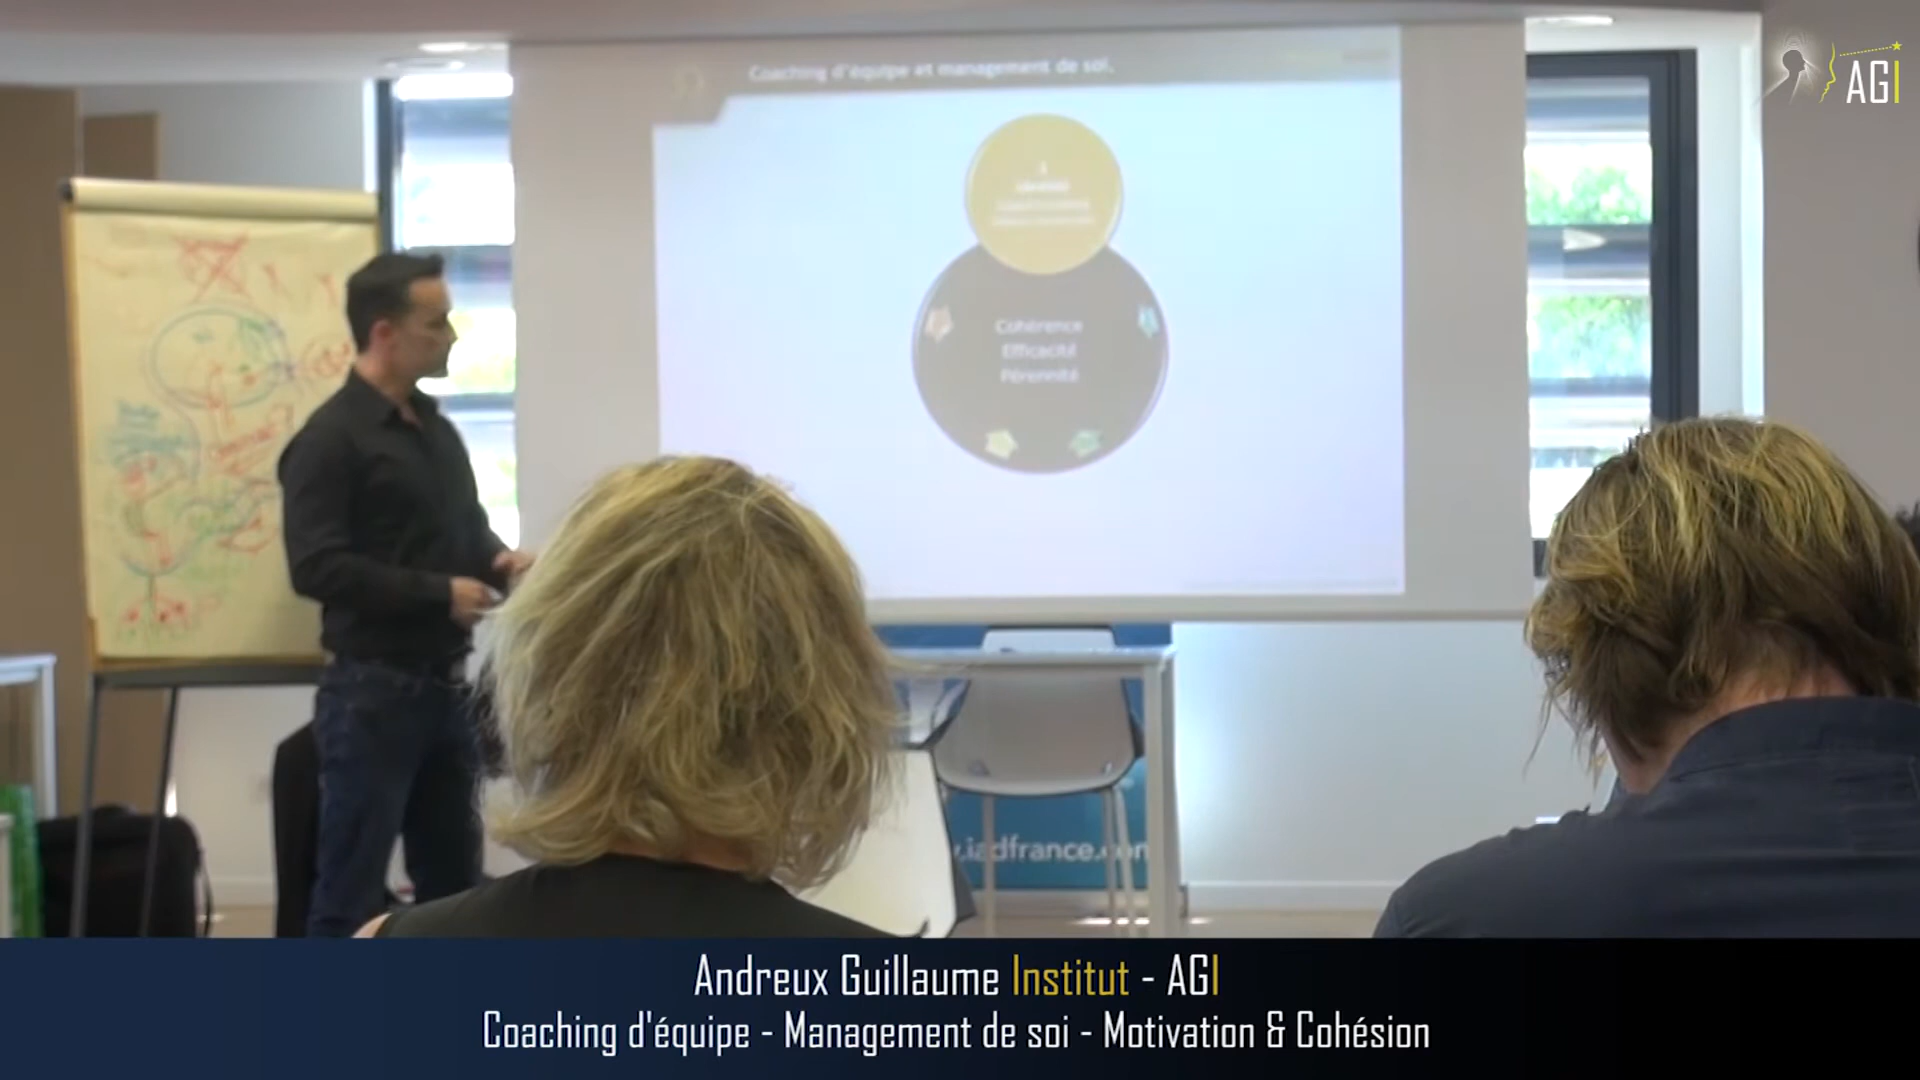 Coaching d'équipe et management de soi.
AGI
Cohérence
Efficacité
Pérennité
.iadfrance.com
Andreux Guillaume Institut - AGI
Coaching d'équipe - Management de soi - Motivation & Cohésion